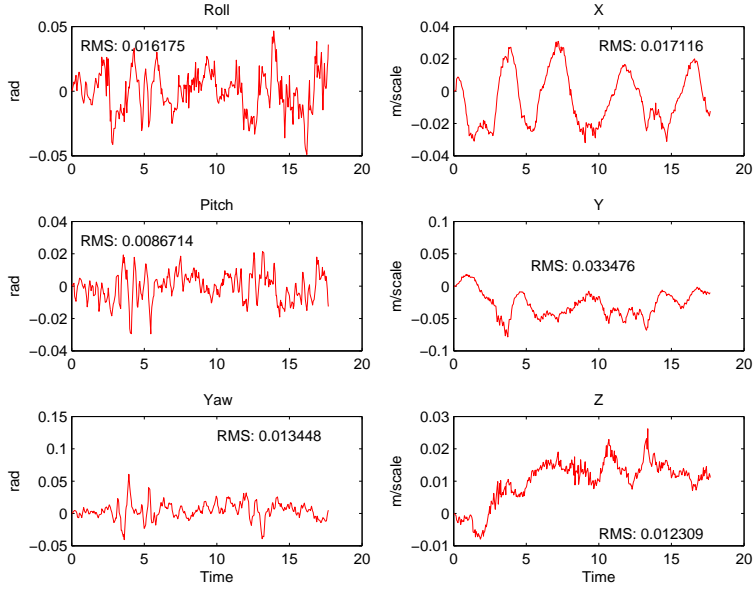 Roll
RMS: 0.016175
rad
0.05
0
−0.05
0 5 10 15 20
X
RMS: 0.017116
m/scale
0.04
0.02
0
−0.02
−0.04
0 5 10 15 20
Pitch
RMS: 0.0086714
rad
0.04
0.02
0
−0.02
−0.04
0 5 10 15 20
Y
RMS: 0.033476
m/scale
0.1
0.05
0
−0.05
−0.1
0 5 10 15 20
Yaw
RMS: 0.013448
rad
0.15
0.1
0.05
0
−0.05
0 5 10 15 20
Time
Z
RMS: 0.012309
m/scale
0.03
0.02
0.01
0
−0.01
0 5 10 15 20
Time